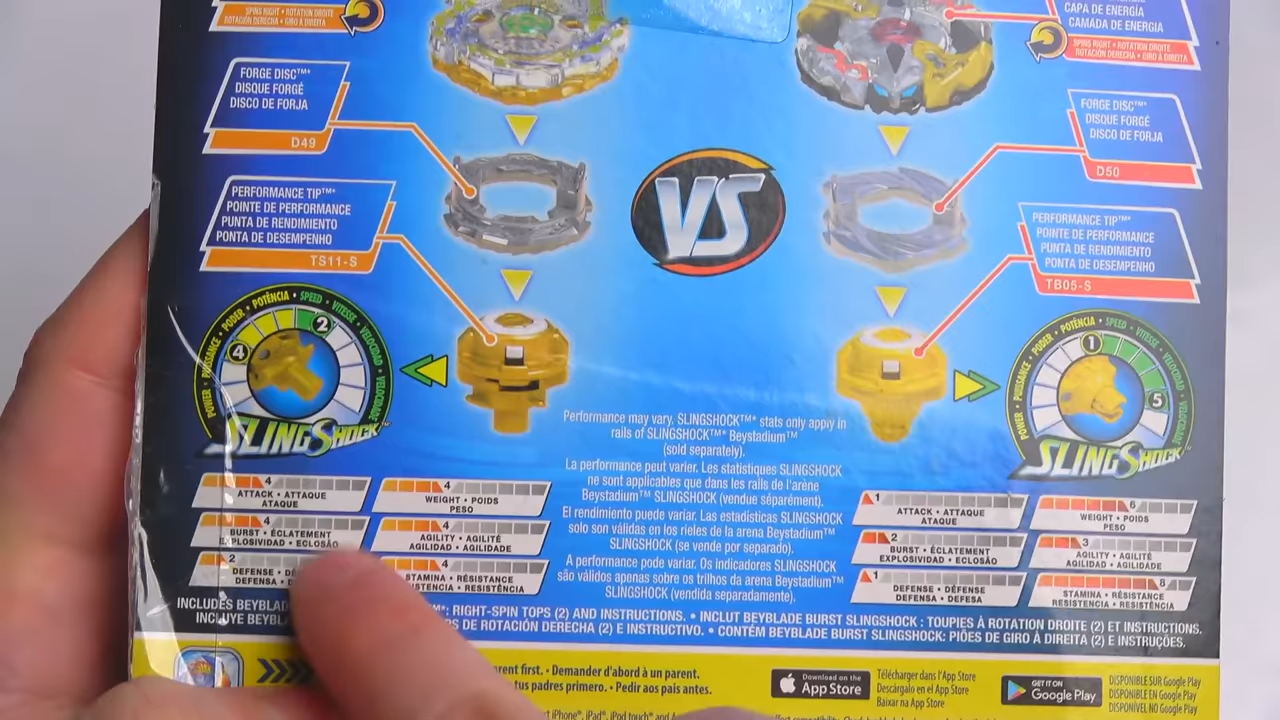 SPINS RIGHT • ROTATION DROITE
ROTACIÓN DERECHA • GIRO À DIREITA
FORGE DISC™*
DISQUE FORGÉ
DISCO DE FORJA
D49
PERFORMANCE TIP™*
POINTE DE PERFORMANCE
PUNTA DE RENDIMIENTO
PONTA DE DESEMPENHO
TS11-S
POWER • PUISSANCE • PODER • POTÊNCIA • SPEED • VITESSE • VELOCIDAD • VELOCIDADE
4
2
SLINGSHOCK™
4
ATTACK • ATTAQUE
ATAQUE
4
WEIGHT • POIDS
PESO
4
BURST • ÉCLATEMENT
EXPLOSIVIDAD • ECLOSÃO
4
AGILITY • AGILITÉ
AGILIDAD • AGILIDADE
2
DEFENSE •
DEFENSA •
4
STAMINA • RÉSISTANCE
• RESISTÊNCIA
VS
Performance may vary. SLINGSHOCK™* stats only apply in
rails of SLINGSHOCK™* Beystadium™
(sold separately).
La performance peut varier. Les statistiques SLINGSHOCK
ne sont applicables que dans les rails de l'arène
Beystadium™ SLINGSHOCK (vendue séparément).
El rendimiento puede variar. Las estadísticas SLINGSHOCK
solo son válidas en los rieles de la arena Beystadium™
SLINGSHOCK (se vende por separado).
A performance pode variar. Os indicadores SLINGSHOCK
são válidos apenas sobre os trilhos da arena Beystadium™
SLINGSHOCK (vendida separadamente).
CAPA DE ENERGÍA
CAMADA DE ENERGIA
SPINS RIGHT • ROTATION DROITE
ROTACIÓN DERECHA • GIRO À DIREITA
FORGE DISC™*
DISQUE FORGÉ
DISCO DE FORJA
D50
PERFORMANCE TIP™*
POINTE DE PERFORMANCE
PUNTA DE RENDIMIENTO
PONTA DE DESEMPENHO
TB05-S
POWER • PUISSANCE • PODER • POTÊNCIA • SPEED • VITESSE • VELOCIDAD • VELOCIDADE
1
5
SLINGSHOCK™
1
ATTACK • ATTAQUE
ATAQUE
6
WEIGHT • POIDS
PESO
2
BURST • ÉCLATEMENT
EXPLOSIVIDAD • ECLOSÃO
3
AGILITY • AGILITÉ
AGILIDAD • AGILIDADE
1
DEFENSE • DÉFENSE
DEFENSA • DEFESA
8
STAMINA • RÉSISTANCE
RESISTENCIA • RESISTÊNCIA
INCLUDES BEYBLADE : RIGHT-SPIN TOPS (2) AND INSTRUCTIONS. • INCLUT BEYBLADE BURST SLINGSHOCK : TOUPIES À ROTATION DROITE (2) ET INSTRUCTIONS.
INCLUYE DE ROTACIÓN DERECHA (2) E INSTRUCTIVO. • CONTÉM BEYBLADE BURST SLINGSHOCK: PIÕES DE GIRO À DIREITA (2) E INSTRUÇÕES.
first. • Demander d'abord à un parent.
tus padres primero. • Pedir aos pais antes.
Download on the
App Store
Télécharger dans l'App Store
Descárgalo en el App Store
Baixar na App Store
GET IT ON
Google Play
DISPONIBLE SUR Google Play
DISPONIBLE EN Google Play
DISPONÍVEL NO Google Play
iPhone®, iPad®, iPod touch® and